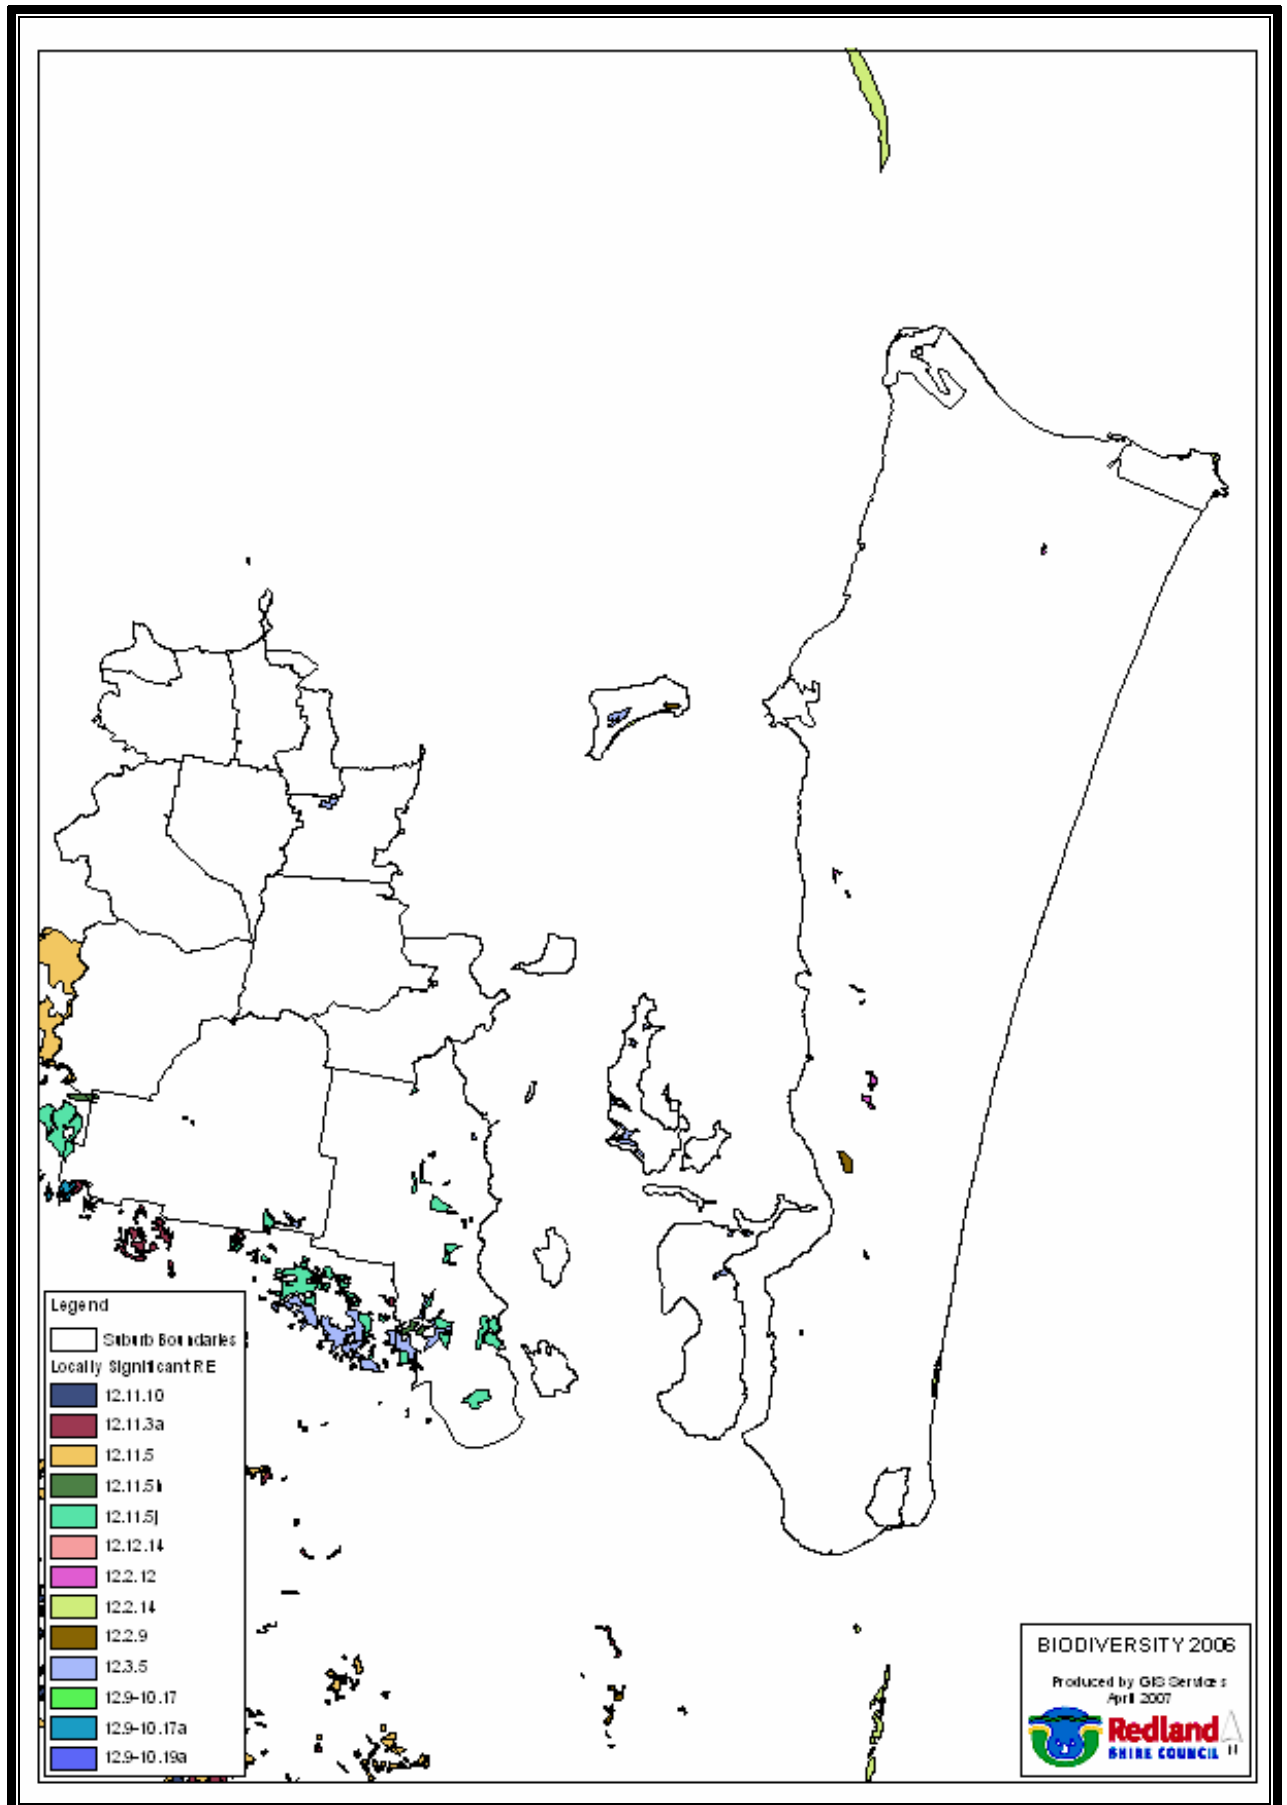 Legend
Suburb Boundaries
Locally Significant RE
12.11.10
12.11.3a
12.11.5
12.11.5h
12.11.5j
12.12.14
12.2.12
12.2.14
12.2.9
12.3.5
12.9-10.17
12.9-10.17a
12.9-10.19a
BIODIVERSITY 2006
Produced by GIS Services
April 2007
Redland
SHIRE COUNCIL
N